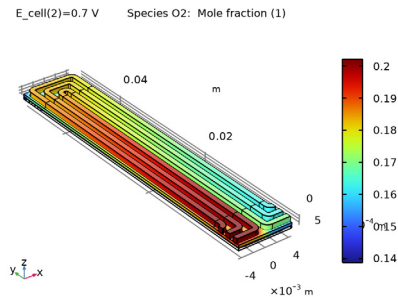 E_cell(2)=0.7 V Species O2: Mole fraction (1)
0.04
m
0.02
0
5
×10⁻⁴ m
4
0
-4
×10⁻³ m
0.2
0.19
0.18
0.17
0.16
0.15
0.14
z
y
x